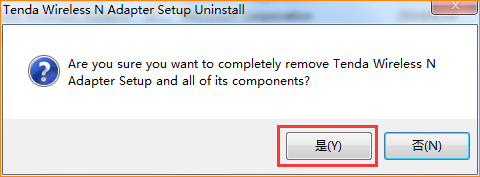 Tenda Wireless N Adapter Setup Uninstall
Are you sure you want to completely remove Tenda Wireless N
Adapter Setup and all of its components?
是(Y)
否(N)